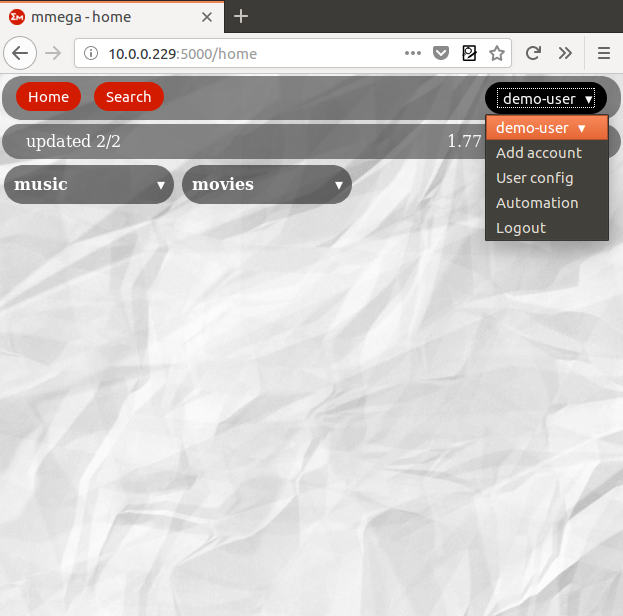 mmega - home
10.0.0.229:5000/home
Home Search demo-user ▼
updated 2/2 1.77
demo-user ▼
Add account
User config
Automation
Logout
music ▼ movies ▼